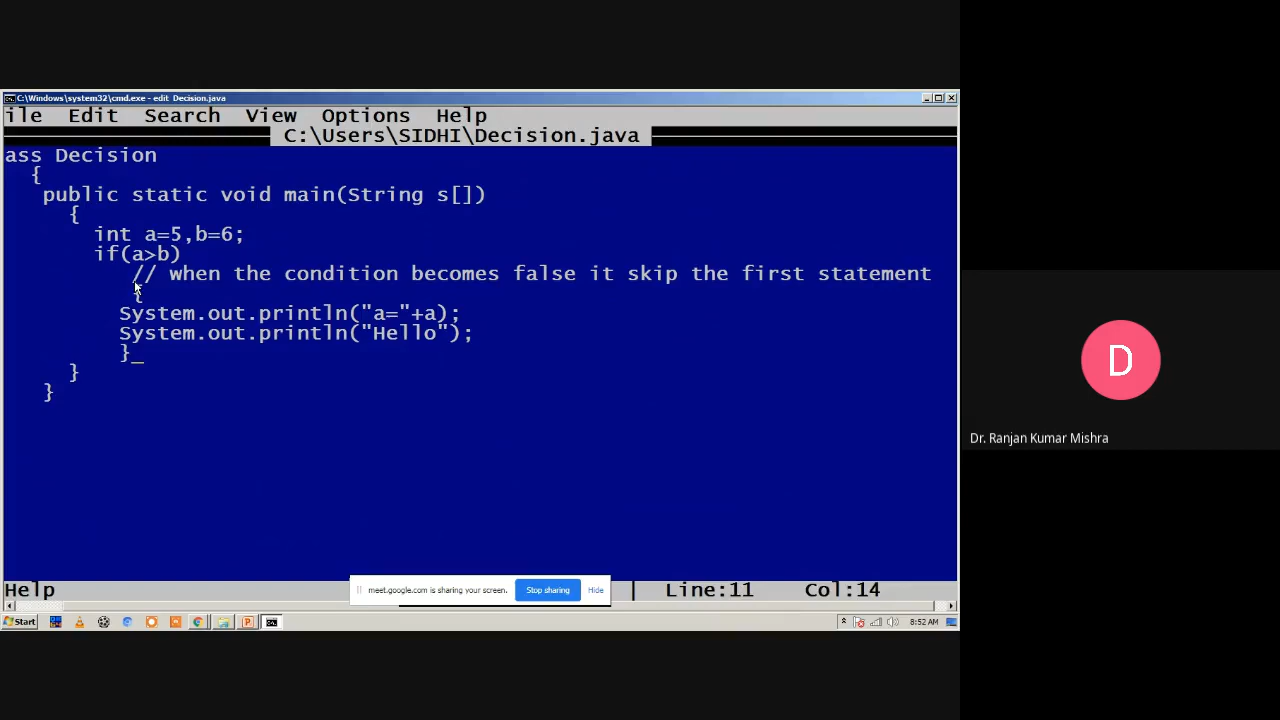 C:\Windows\system32\cmd.exe - edit Decision.java
ile Edit Search View Options Help
C:\Users\SIDHI\Decision.java
ass Decision
{
public static void main(String s[])
{
int a=5,b=6;
if(a>b)
// when the condition becomes false it skip the first statement
{
System.out.println("a="+a);
System.out.println("Hello");
}_
}
}
D
Dr. Ranjan Kumar Mishra
Help
meet.google.com is sharing your screen. Stop sharing Hide
Line:11 Col:14
Start
8:52 AM